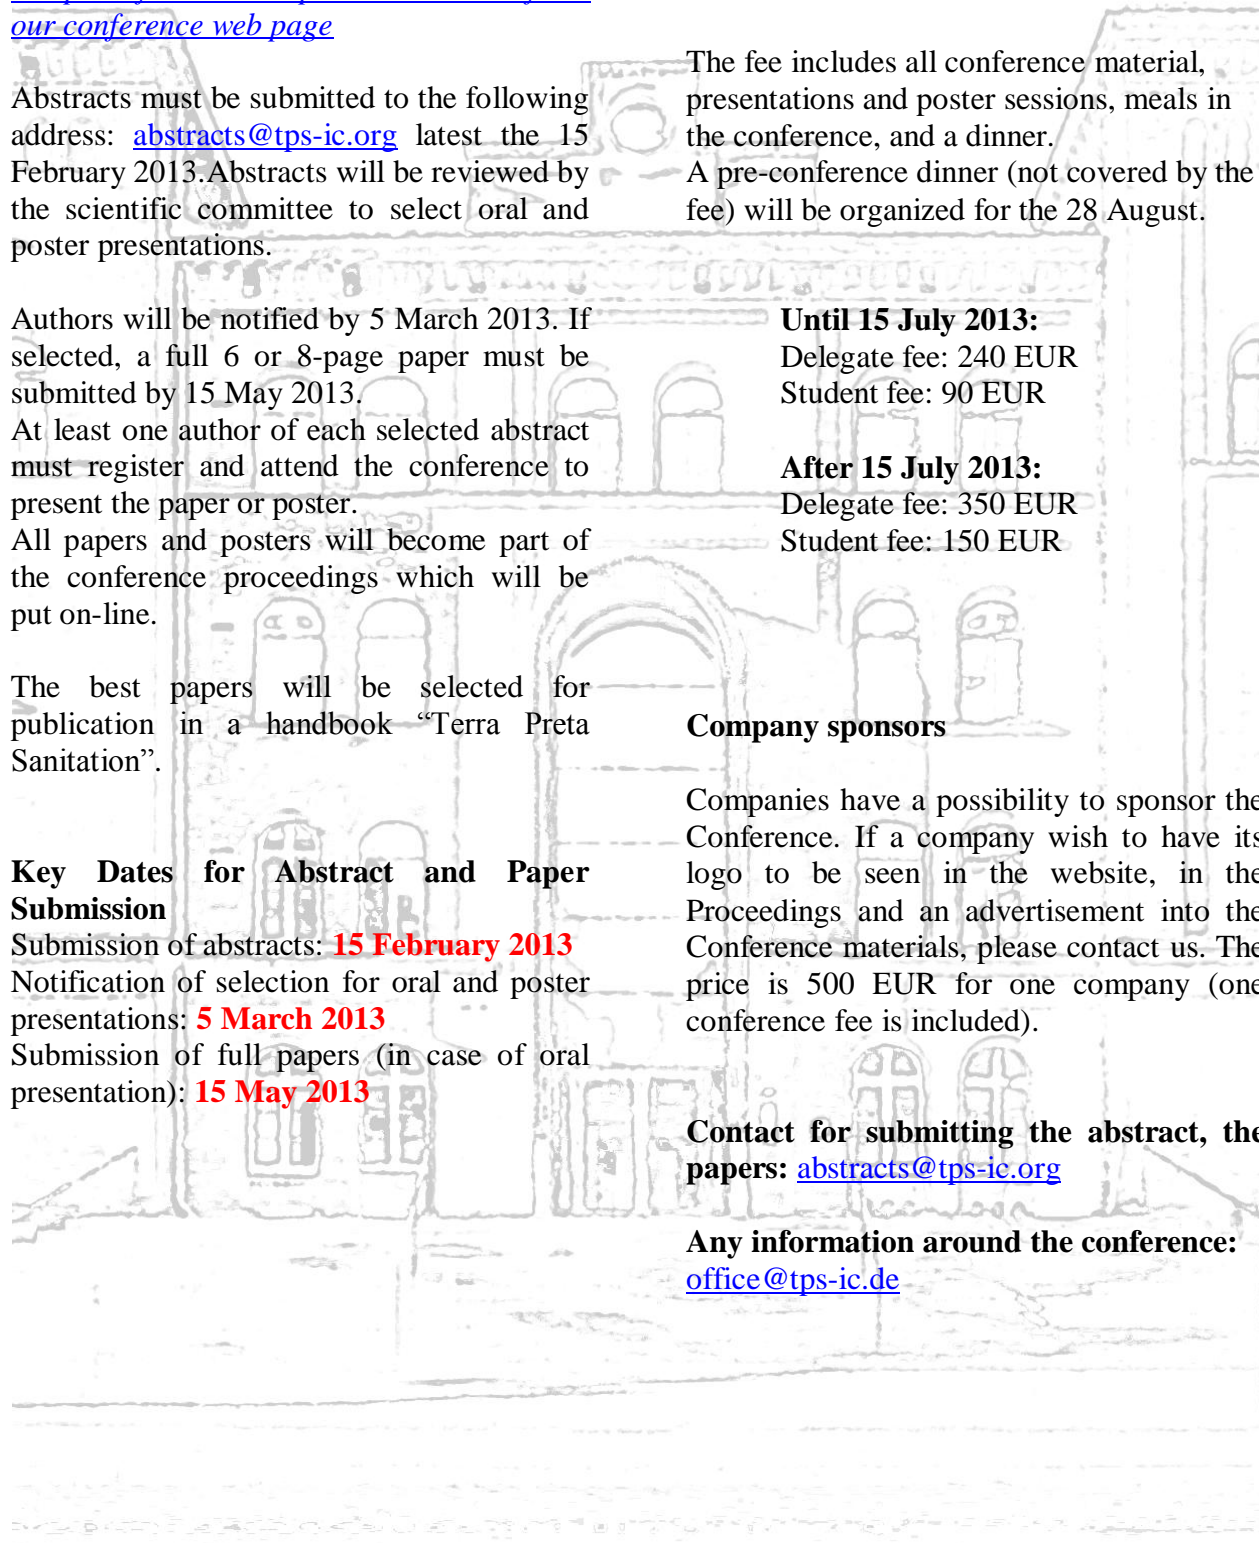 our conference web page
Abstracts must be submitted to the following
address: abstracts@tps-ic.org latest the 15
February 2013.Abstracts will be reviewed by
the scientific committee to select oral and
poster presentations.
Authors will be notified by 5 March 2013. If
selected, a full 6 or 8-page paper must be
submitted by 15 May 2013.
At least one author of each selected abstract
must register and attend the conference to
present the paper or poster.
All papers and posters will become part of
the conference proceedings which will be
put on-line.
The best papers will be selected for
publication in a handbook “Terra Preta
Sanitation”.
Key Dates for Abstract and Paper
Submission
Submission of abstracts: 15 February 2013
Notification of selection for oral and poster
presentations: 5 March 2013
Submission of full papers (in case of oral
presentation): 15 May 2013
The fee includes all conference material,
presentations and poster sessions, meals in
the conference, and a dinner.
A pre-conference dinner (not covered by the
fee) will be organized for the 28 August.
Until 15 July 2013:
Delegate fee: 240 EUR
Student fee: 90 EUR
After 15 July 2013:
Delegate fee: 350 EUR
Student fee: 150 EUR
Company sponsors
Companies have a possibility to sponsor the
Conference. If a company wish to have its
logo to be seen in the website, in the
Proceedings and an advertisement into the
Conference materials, please contact us. The
price is 500 EUR for one company (one
conference fee is included).
Contact for submitting the abstract, the
papers: abstracts@tps-ic.org
Any information around the conference:
office@tps-ic.de